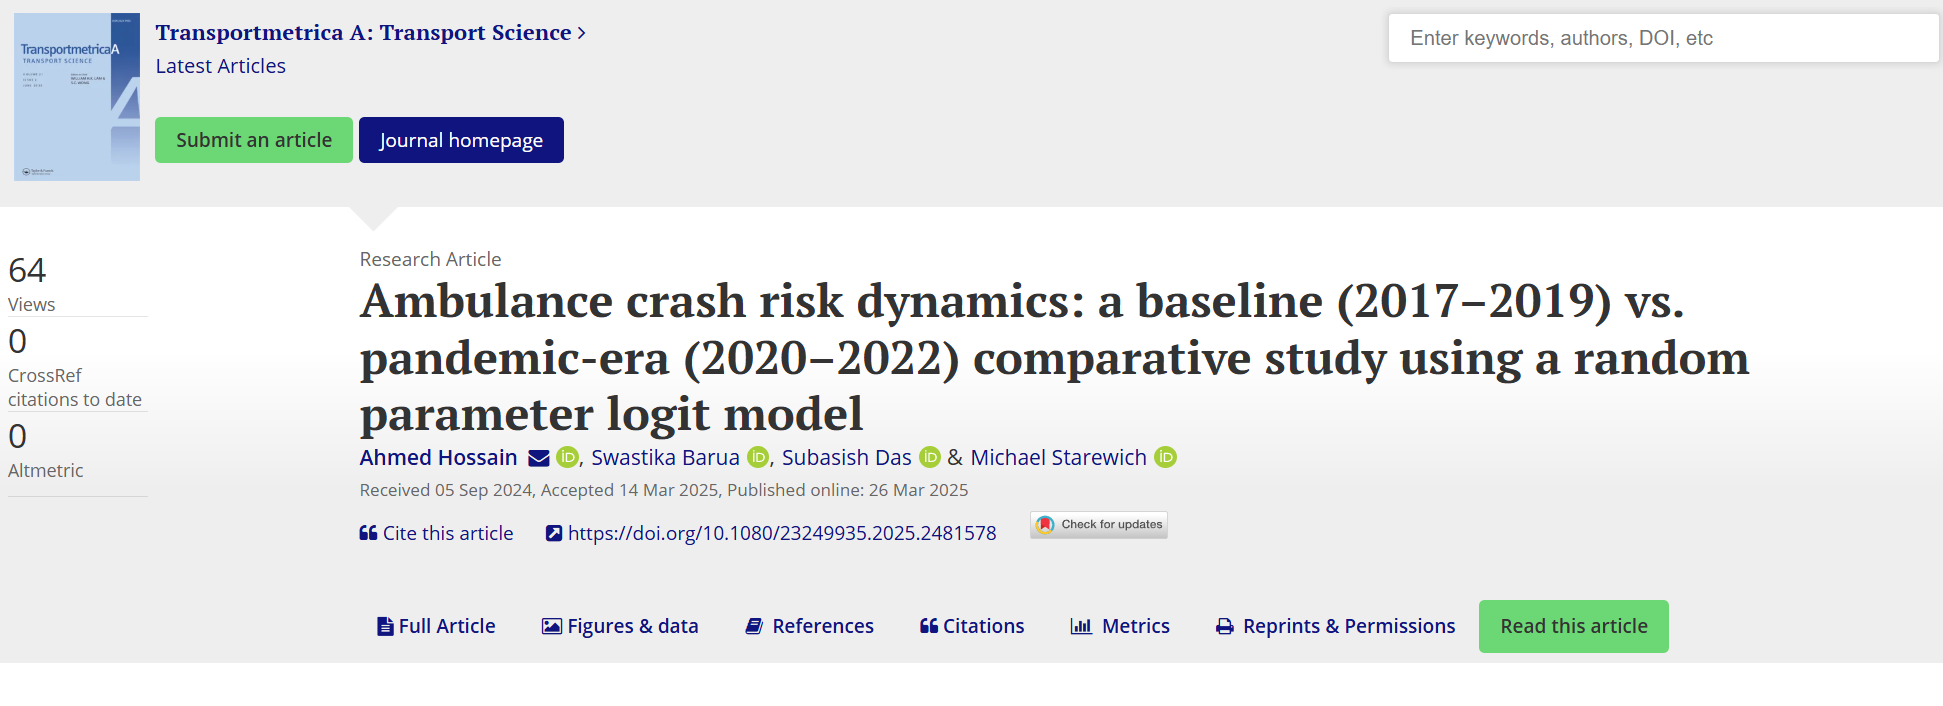 TransportmetricaA
TRANSPORT SCIENCE
Transportmetrica A: Transport Science
Latest Articles
Submit an article
Journal homepage
Enter keywords, authors, DOI, etc
64
Views
0
CrossRef
citations to date
0
Altmetric
Research Article
Ambulance crash risk dynamics: a baseline (2017–2019) vs.
pandemic-era (2020–2022) comparative study using a random
parameter logit model
Ahmed Hossain iD, Swastika Barua iD, Subasish Das iD & Michael Starewich iD
Received 05 Sep 2024, Accepted 14 Mar 2025, Published online: 26 Mar 2025
Cite this article https://doi.org/10.1080/23249935.2025.2481578 Check for updates
Full Article Figures & data References Citations Metrics Reprints & Permissions Read this article